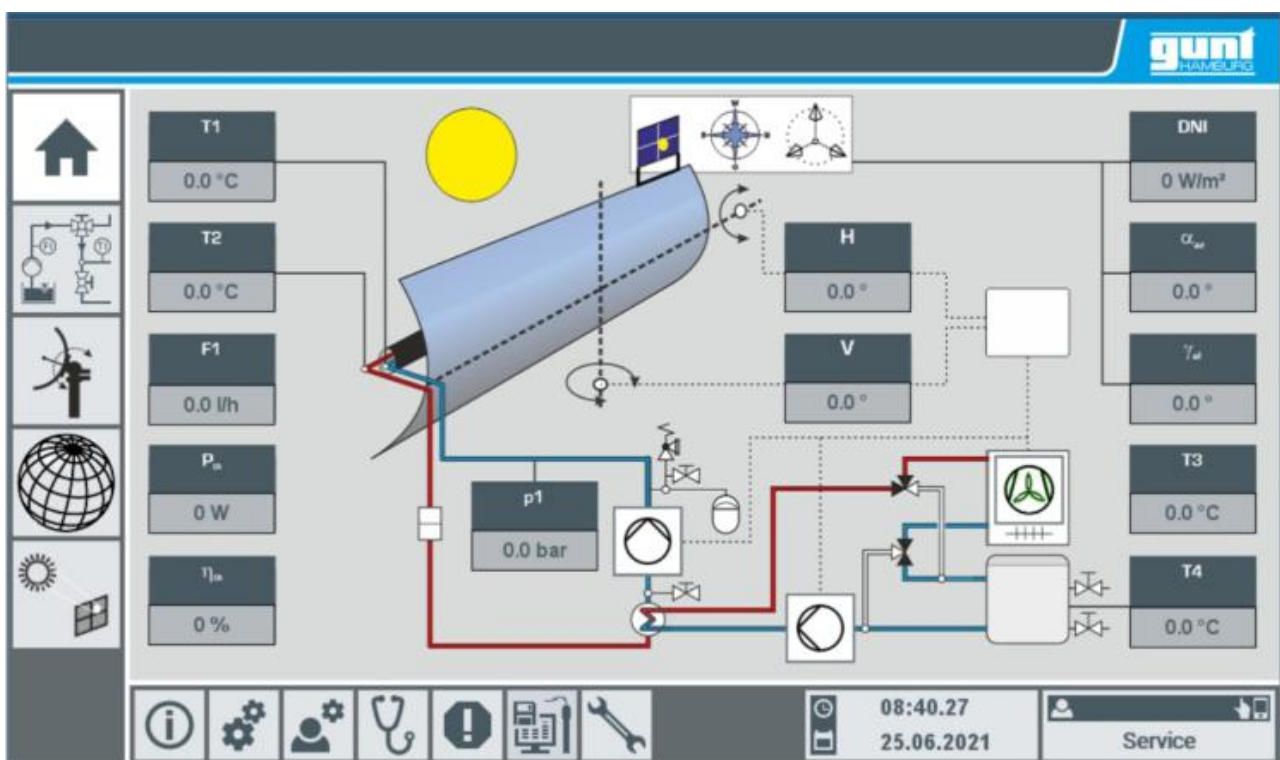 gunt
HAMBURG
T1
0.0 °C
T2
0.0 °C
F1
0.0 l/h
0 W
0 %
p1
0.0 bar
H
0.0 °
V
0.0 °
DNI
0 W/m²
0.0 °
0.0 °
T3
0.0 °C
T4
0.0 °C
08:40.27
25.06.2021
Service